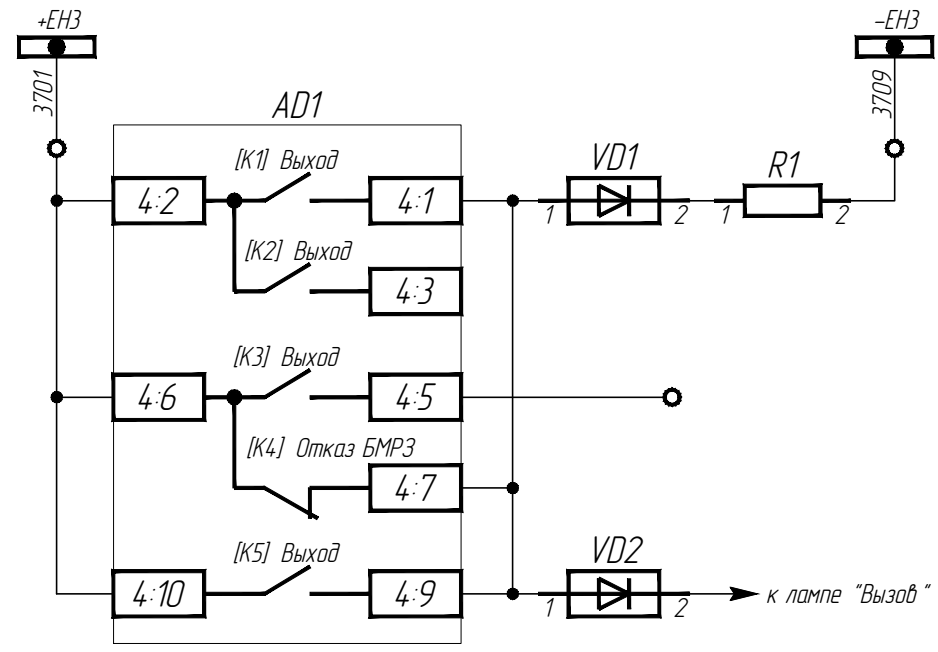 +ЕН3
–ЕН3
3701
3709
AD1
[K1] Выход
VD1
R1
4:2
4:1
1
2
1
2
[K2] Выход
4:3
[K3] Выход
4:6
4:5
[K4] Отказ БМРЗ
4:7
[K5] Выход
VD2
4:10
4:9
1
2
к лампе "Вызов"